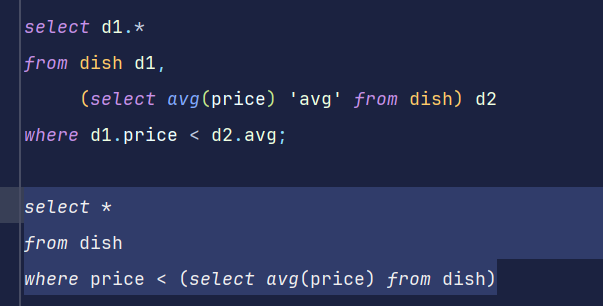 select d1.*
from dish d1,
     (select avg(price) 'avg' from dish) d2
where d1.price < d2.avg;

select *
from dish
where price < (select avg(price) from dish)